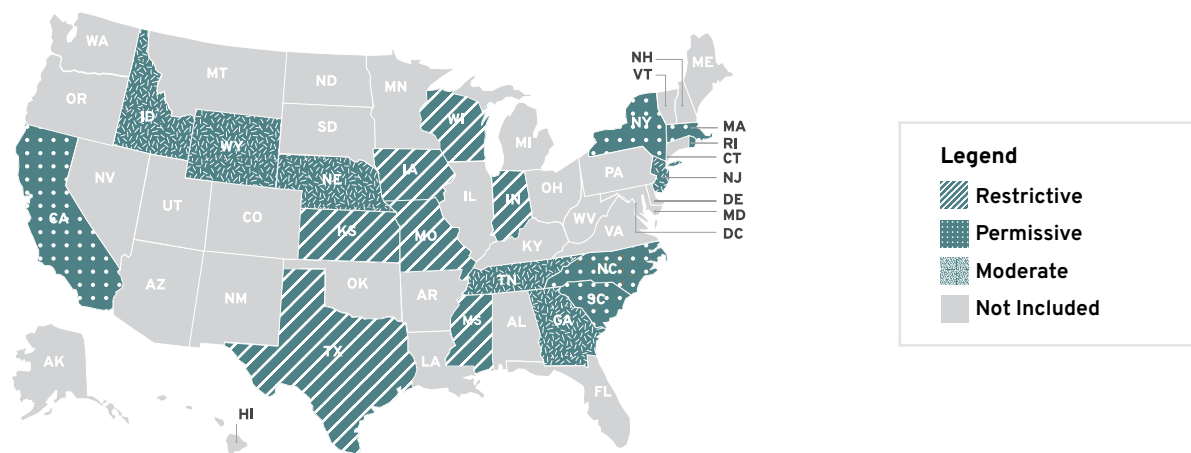 WA
MT
ND
MN
OR
ID
SD
WY
WI
MI
NH
VT
ME
NY
MA
RI
CT
NJ
DE
MD
DC
NV
UT
CO
NE
IA
IL
IN
OH
PA
WV
VA
KY
CA
KS
MO
TN
NC
AZ
NM
OK
AR
SC
TX
LA
MS
AL
GA
FL
AK
HI
Legend
Restrictive
Permissive
Moderate
Not Included